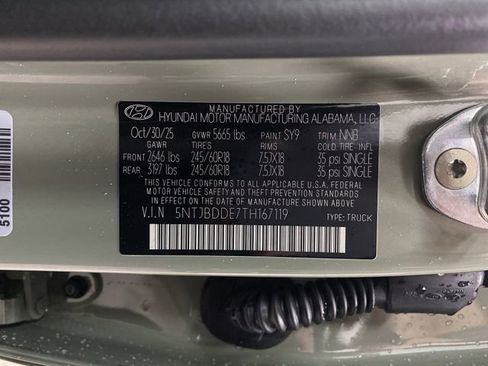 MANUFACTURED BY
HYUNDAI MOTOR MANUFACTURING ALABAMA, LLC
Oct/30/25 GVWR 5665 lbs PAINT SY9 TRIM NNB
GAWR TIRES RIMS COLD TIRE INFL
FRONT 2646 lbs 245/60R18 7.5JX18 35 psi SINGLE
REAR 3197 lbs 245/60R18 7.5JX18 35 psi SINGLE
THIS VEHICLE CONFORMS TO ALL APPLICABLE FEDERAL
MOTOR VEHICLE SAFETY AND THEFT PREVENTION STANDARDS
IN EFFECT ON THE DATE OF MANUFACTURE SHOWN ABOVE.
V.I.N 5NTJBDDE7TH167119 TYPE: TRUCK
5100